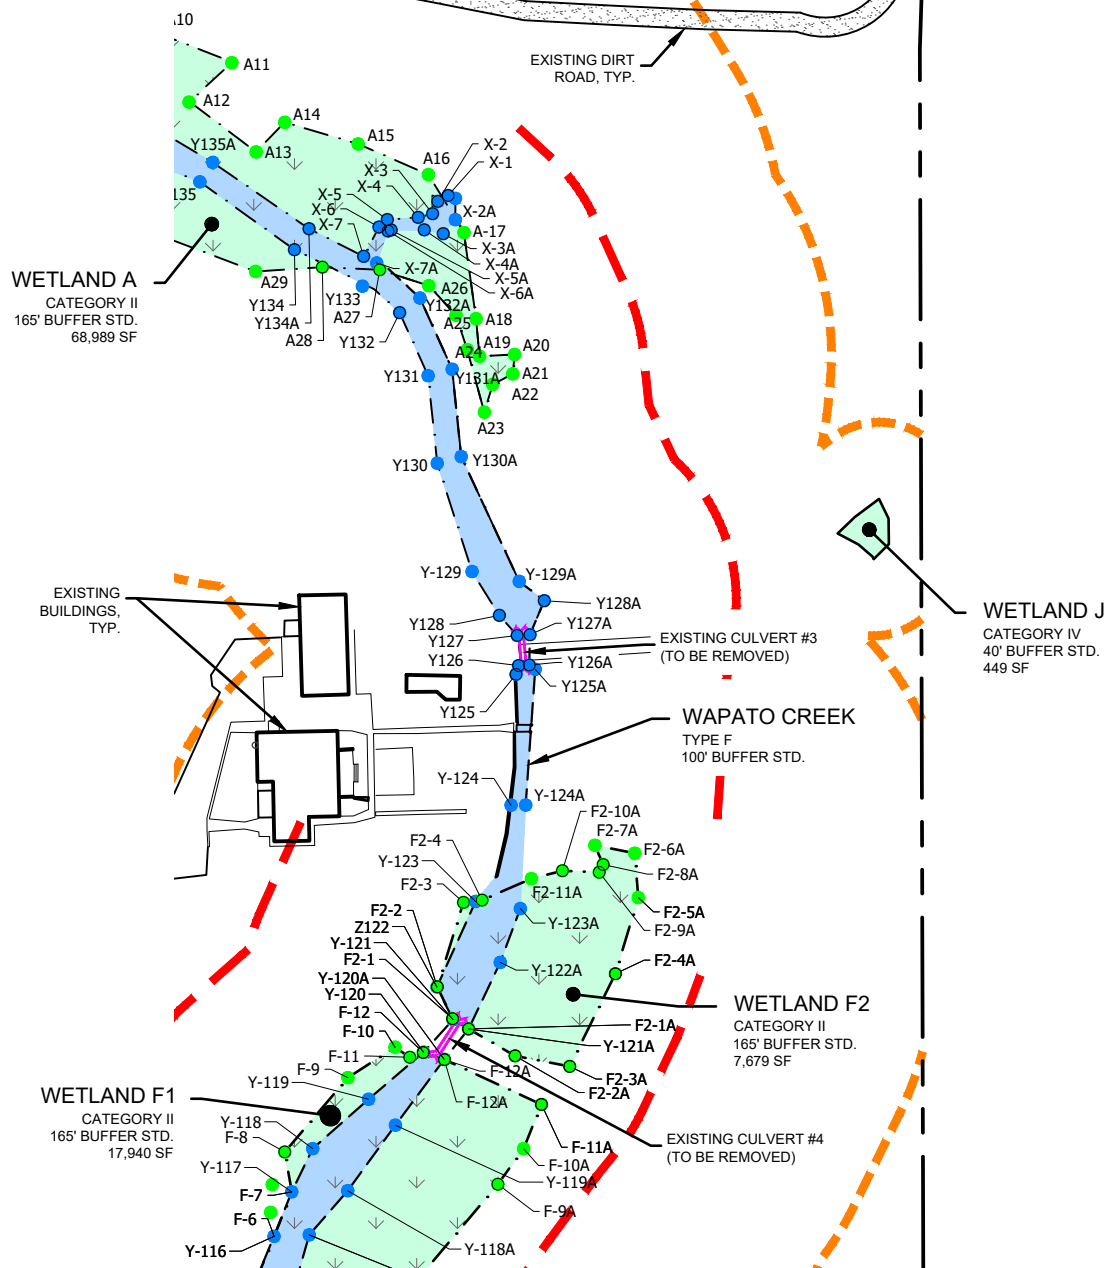 A10
A11
A12
A14
A13
A15
Y135A
135
A16
X-2
X-1
X-3
X-4
X-5
X-6
X-7
X-2A
A-17
X-3A
X-4A
X-5A
X-6A
X-7A
EXISTING DIRT
ROAD, TYP.
WETLAND A
CATEGORY II
165' BUFFER STD.
68,989 SF
A29
Y134
Y134A
A28
Y133
A27
Y132
A26
Y132A
A25
A18
A19
A24
A20
A21
A22
A23
Y131
Y131A
Y130
Y130A
Y-129
Y-129A
Y128
Y128A
Y127
Y127A
Y126
Y126A
Y125
Y125A
EXISTING
BUILDINGS,
TYP.
EXISTING CULVERT #3
(TO BE REMOVED)
WETLAND J
CATEGORY IV
40' BUFFER STD.
449 SF
WAPATO CREEK
TYPE F
100' BUFFER STD.
Y-124
Y-124A
F2-10A
F2-7A
F2-6A
F2-8A
F2-4
Y-123
F2-3
F2-11A
F2-5A
F2-9A
F2-2
Z122
Y-121
F2-1
Y-120A
Y-120
F-12
F-10
F-11
F-9
Y-123A
Y-122A
F2-4A
WETLAND F2
CATEGORY II
165' BUFFER STD.
7,679 SF
F2-1A
Y-121A
F2-3A
F2-2A
F-12A
F-12A
Y-119
Y-118
F-8
Y-117
F-7
F-6
Y-116
WETLAND F1
CATEGORY II
165' BUFFER STD.
17,940 SF
EXISTING CULVERT #4
(TO BE REMOVED)
F-11A
F-10A
Y-119A
F-9A
Y-118A